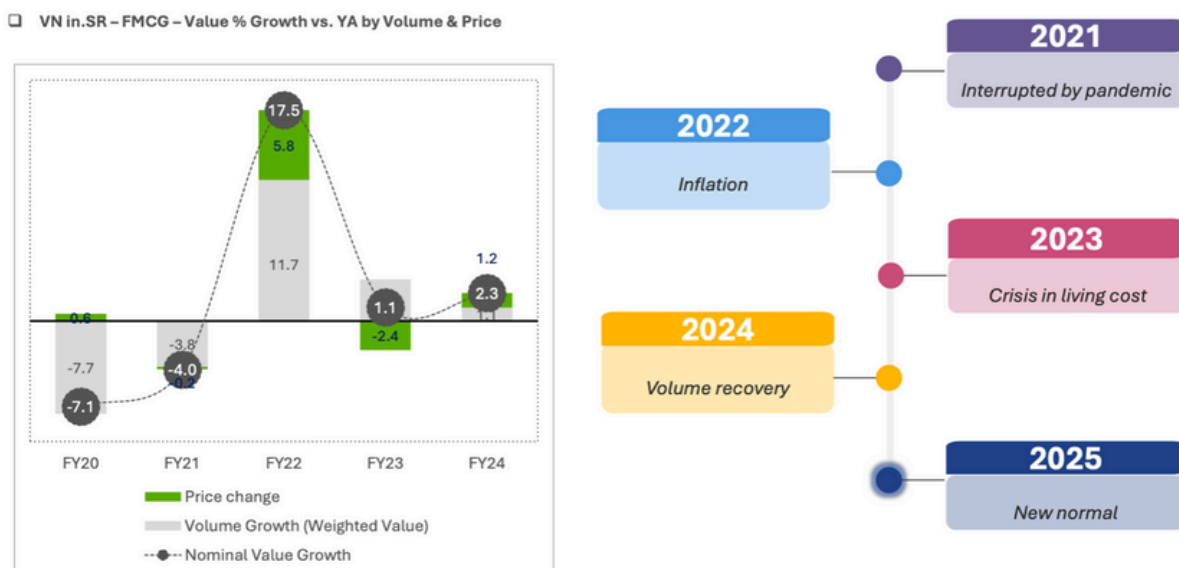 VN in.SR – FMCG – Value % Growth vs. YA by Volume & Price
17.5
5.8
11.7
0.6
-7.7
-7.1
-3.8
-4.0
-0.2
1.1
-2.4
1.2
2.3
1.1
FY20 FY21 FY22 FY23 FY24
Price change
Volume Growth (Weighted Value)
Nominal Value Growth
2021
Interrupted by pandemic
2022
Inflation
2023
Crisis in living cost
2024
Volume recovery
2025
New normal